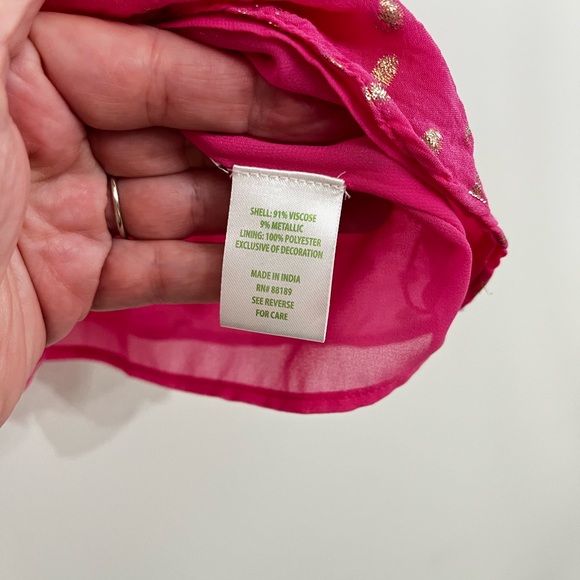 SHELL: 91% VISCOSE
9% METALLIC
LINING: 100% POLYESTER
EXCLUSIVE OF DECORATION
MADE IN INDIA
RN# 88189
SEE REVERSE
FOR CARE